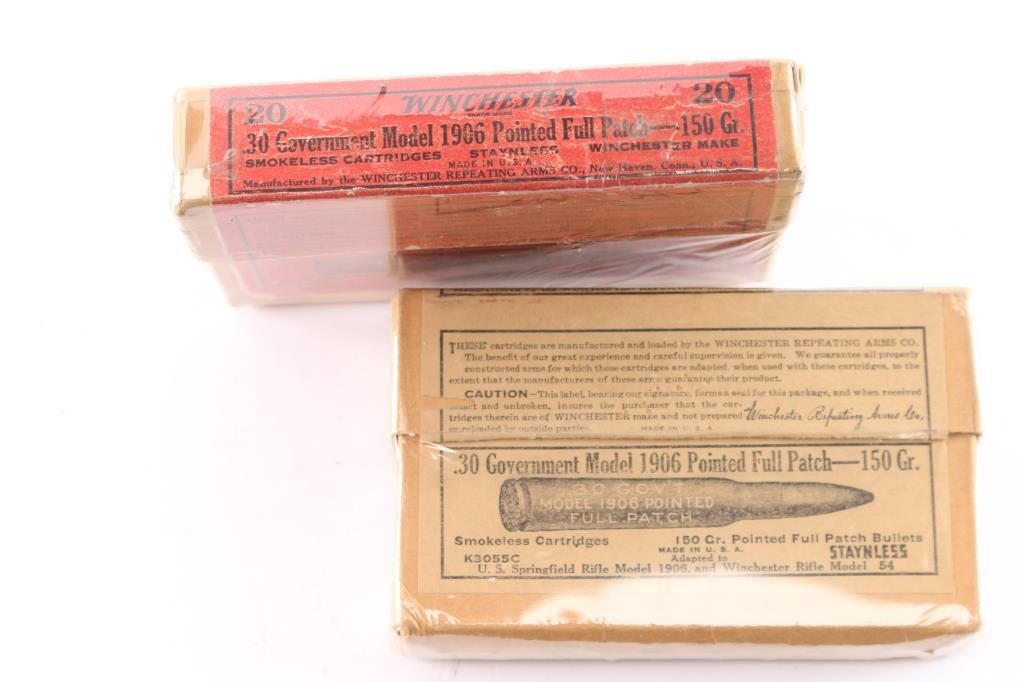 20 WINCHESTER 20
TRADE MARK
.30 Government Model 1906 Pointed Full Patch—150 Gr.
SMOKELESS CARTRIDGES STAYNLESS WINCHESTER MAKE
MADE IN U.S.A.
Manufactured by the WINCHESTER REPEATING ARMS CO., New Haven, Conn., U.S.A.
THESE cartridges are manufactured and loaded by the WINCHESTER REPEATING ARMS CO.
The benefit of our great experience and careful supervision is given. We guarantee all properly
constructed arms for which these cartridges are adapted, when used with these cartridges, to the
extent that the manufacturers of these arms guarantee their product.
CAUTION—This label, bearing our signature, forms a seal for this package, and when received
intact and unbroken, insures the purchaser that the car-
tridges therein are of WINCHESTER make and not prepared Winchester Repeating Arms Co.
or reloaded by outside parties. MADE IN U.S.A.
.30 Government Model 1906 Pointed Full Patch—150 Gr.
30 GOV'T
MODEL 1906 POINTED
FULL PATCH
Smokeless Cartridges 150 Gr. Pointed Full Patch Bullets
MADE IN U.S.A. STAYNLESS
K3055C Adapted to
U. S. Springfield Rifle Model 1906, and Winchester Rifle Model 54